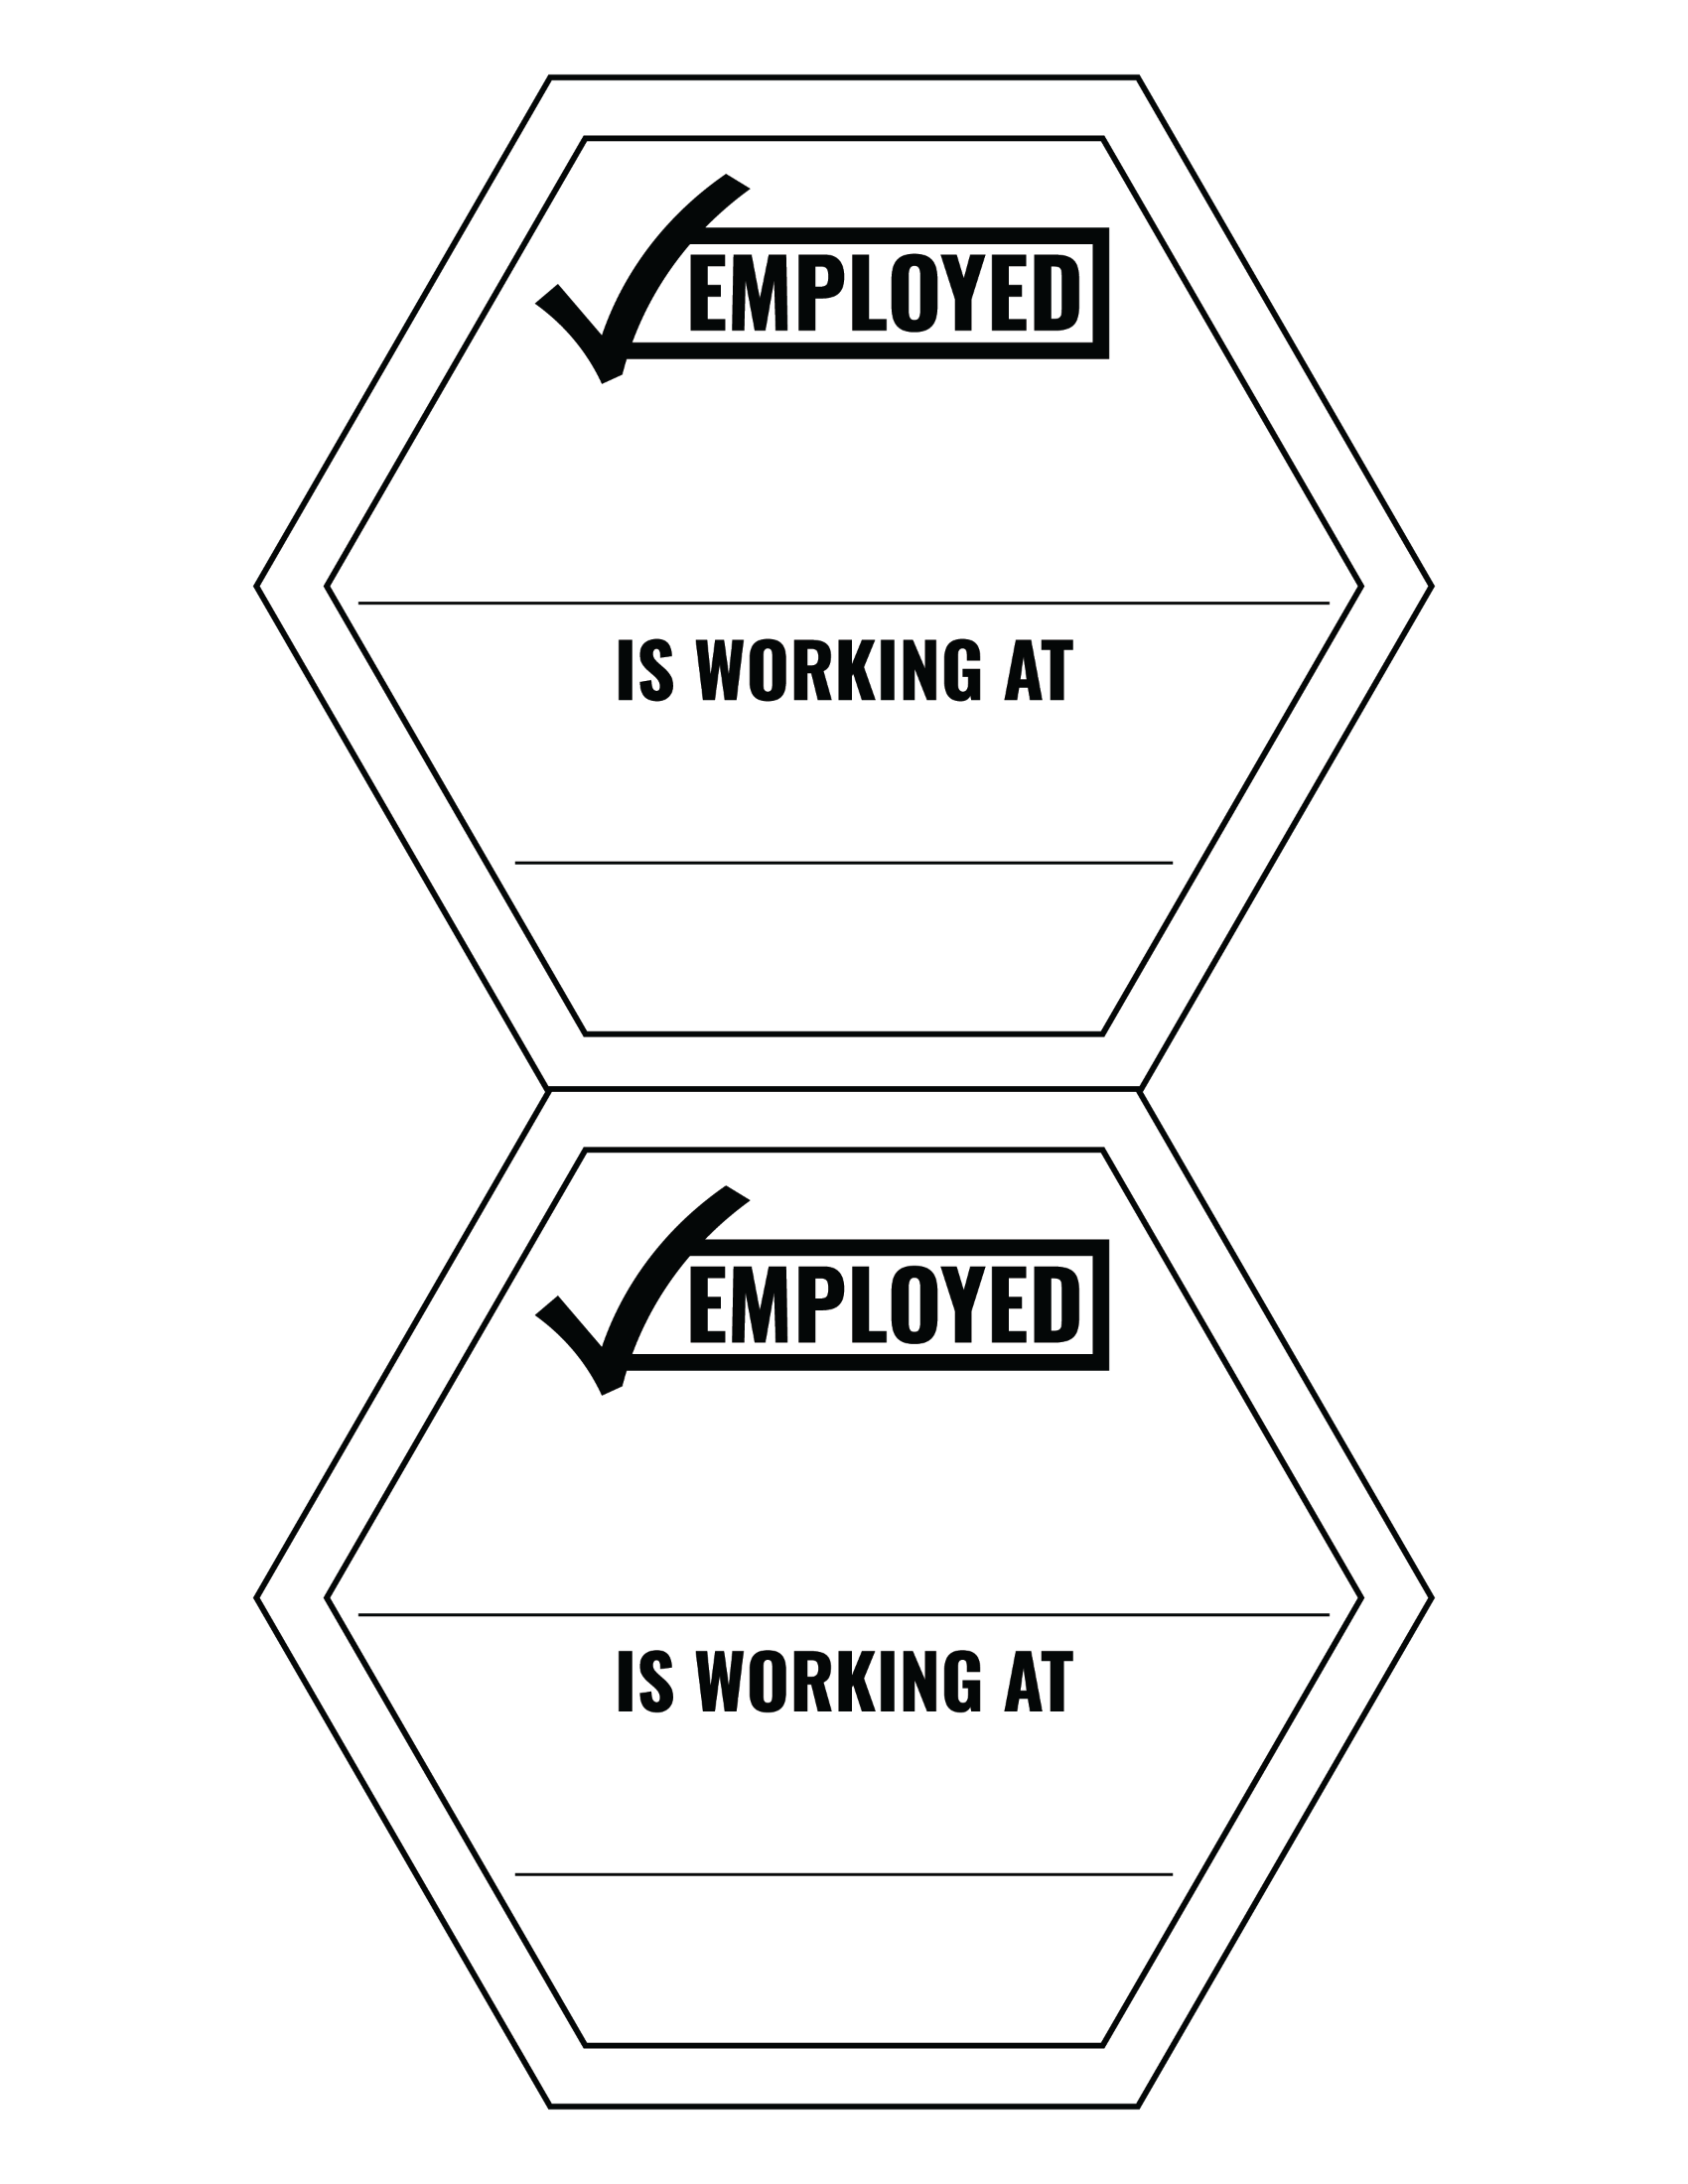 EMPLOYED
IS WORKING AT
EMPLOYED
IS WORKING AT